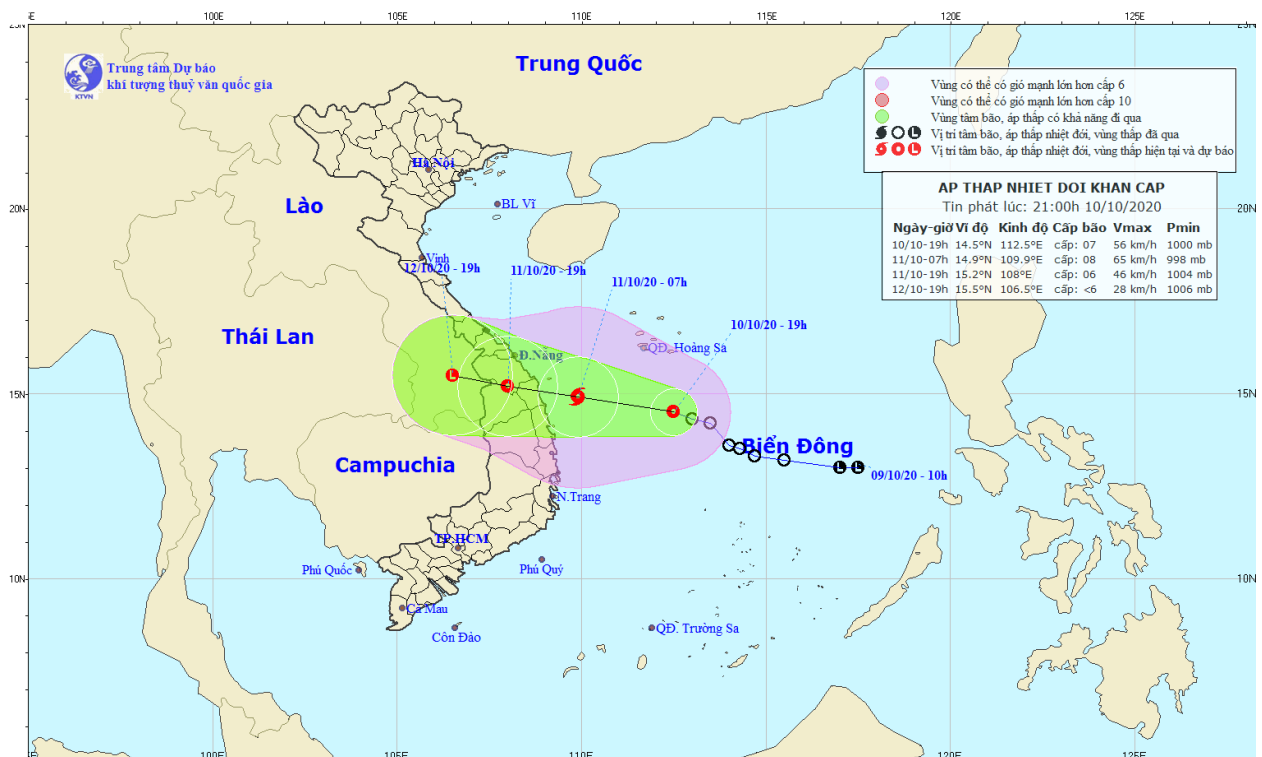 100E
105E
110E
115E
120E
125E
Trung tâm Dự báo
khí tượng thuỷ văn quốc gia
KTVN
Trung Quốc
Vùng có thể có gió mạnh lớn hơn cấp 6
Vùng có thể có gió mạnh lớn hơn cấp 10
Vùng tâm bão, áp thấp có khả năng đi qua
Vị trí tâm bão, áp thấp nhiệt đới, vùng thấp đã qua
Vị trí tâm bão, áp thấp nhiệt đới, vùng thấp hiện tại và dự báo
AP THAP NHIET DOI KHAN CAP
Tin phát lúc: 21:00h 10/10/2020
Ngày-giờ Vĩ độ Kinh độ Cấp bão Vmax Pmin
10/10-19h 14.5°N 112.5°E cấp: 07 56 km/h 1000 mb
11/10-07h 14.9°N 109.9°E cấp: 08 65 km/h 998 mb
11/10-19h 15.2°N 108°E cấp: 06 46 km/h 1004 mb
12/10-19h 15.5°N 106.5°E cấp: <6 28 km/h 1006 mb
Hà Nội
Lào
BL Vĩ
20N
20N
Vinh
12/10/20 - 19h
11/10/20 - 19h
11/10/20 - 07h
10/10/20 - 19h
Thái Lan
QĐ. Hoàng Sa
Đ.Nẵng
15N
15N
L
Biển Đông
L L
09/10/20 - 10h
Campuchia
N.Trang
TP.HCM
Phú Quốc
Phú Quý
10N
10N
Cà Mau
Côn Đảo
QĐ. Trường Sa
100E
105E
110E
120E
125E